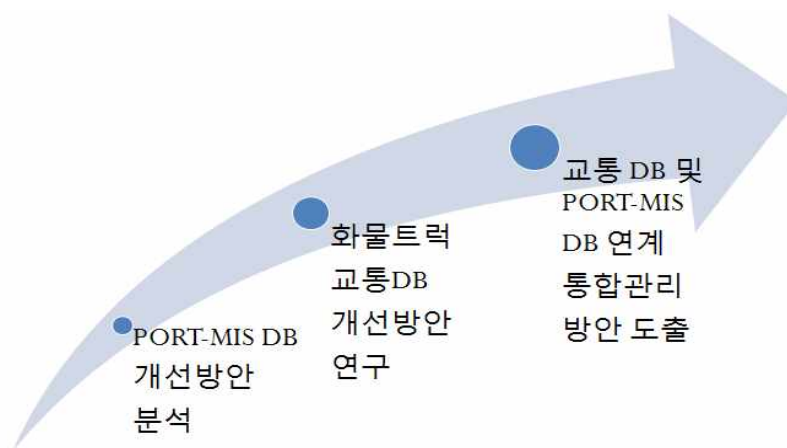 PORT-MIS DB
개선방안
분석
화물트럭
교통DB
개선방안
연구
교통 DB 및
PORT-MIS
DB 연계
통합관리
방안 도출